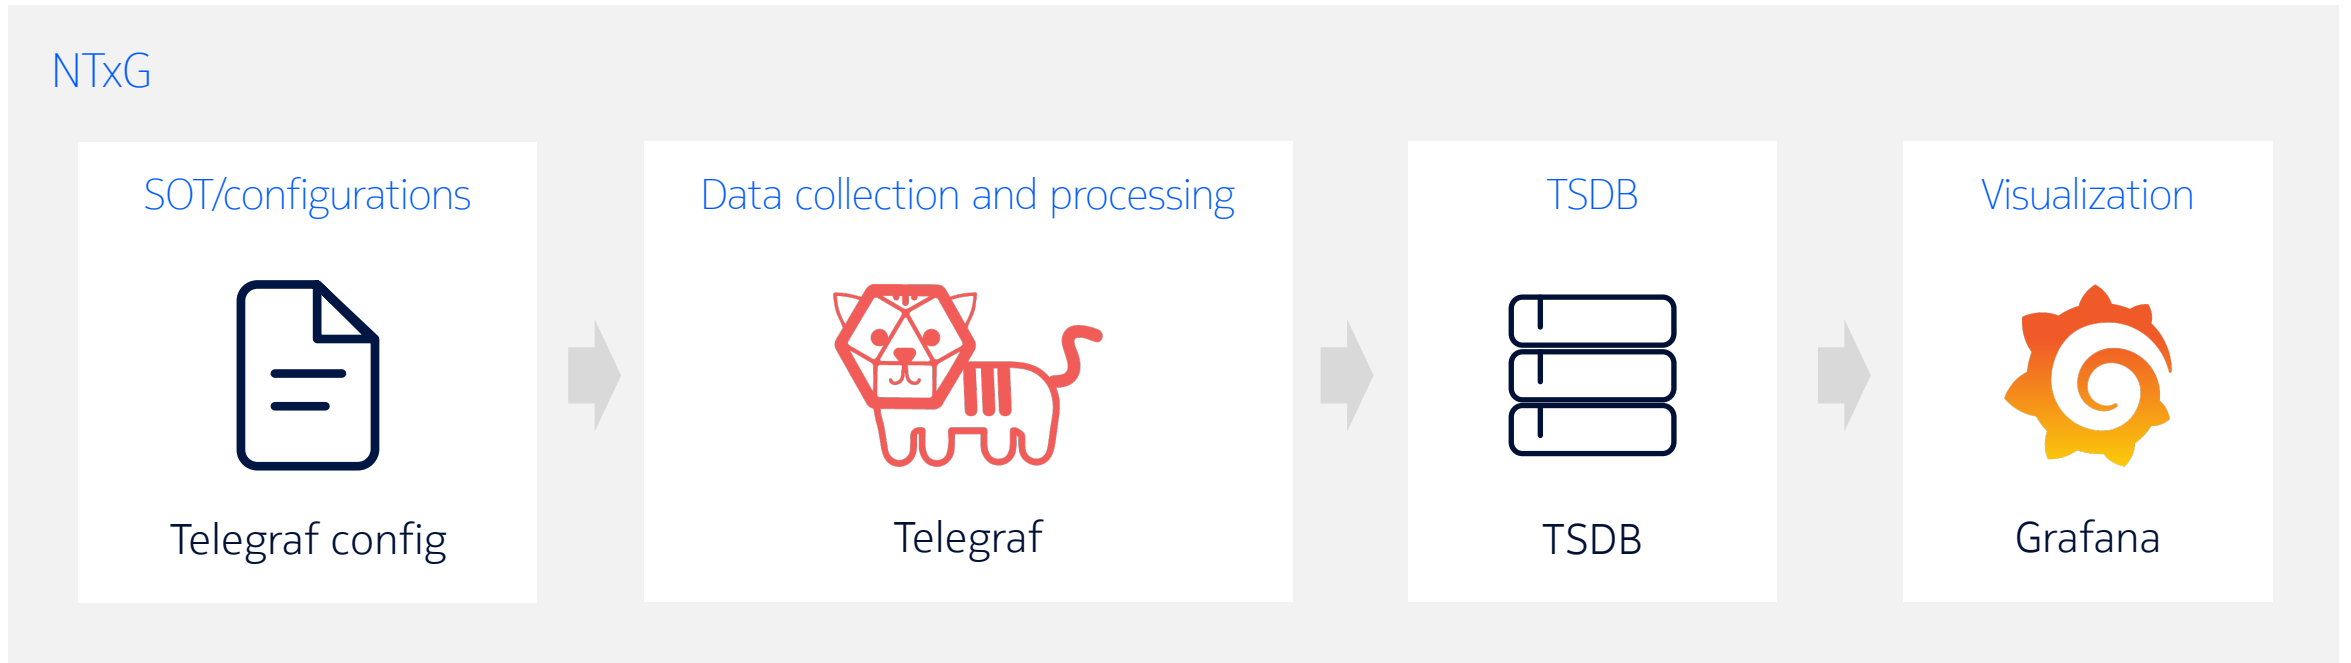 NTxG
SOT/configurations
Data collection and processing
TSDB
Visualization
Telegraf config
Telegraf
TSDB
Grafana